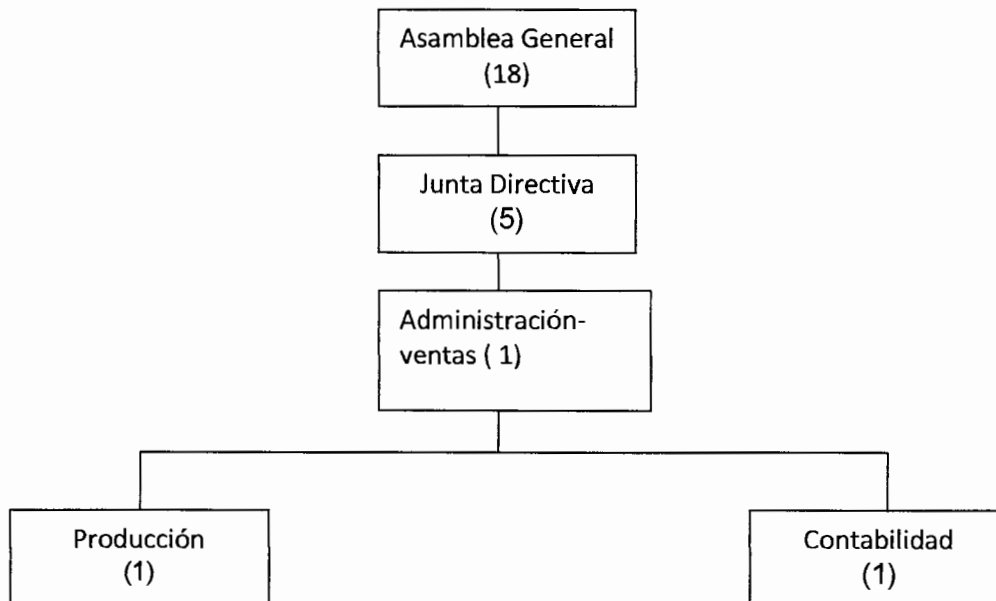 Asamblea General
(18)
Junta Directiva
(5)
Administración-
ventas ( 1)
Producción
(1)
Contabilidad
(1)